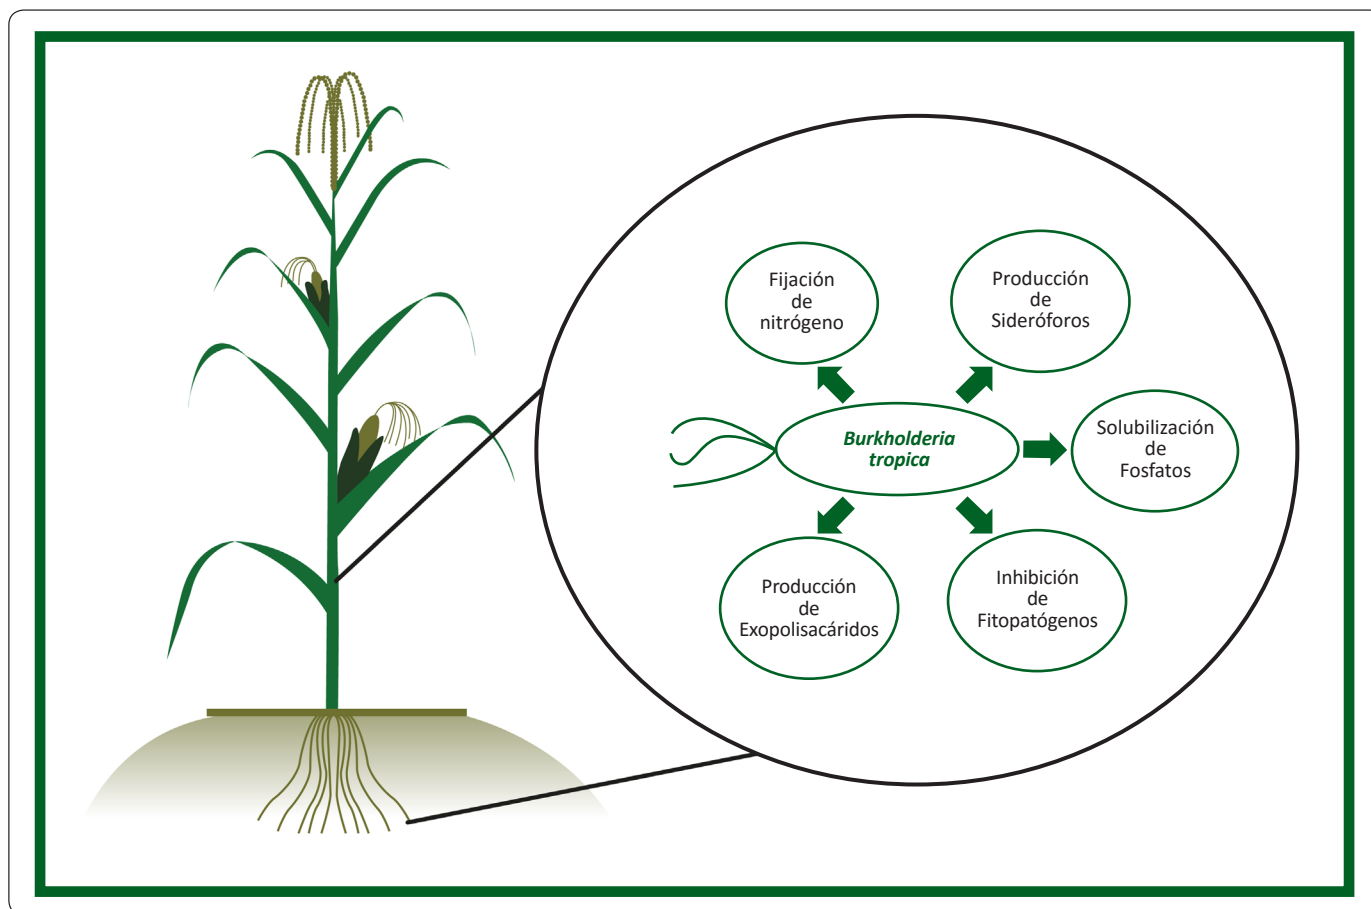 Fijación
de
nitrógeno
Producción
de
Sideróforos
Burkholderia
tropica
Solubilización
de
Fosfatos
Producción
de
Exopolisacáridos
Inhibición
de
Fitopatógenos